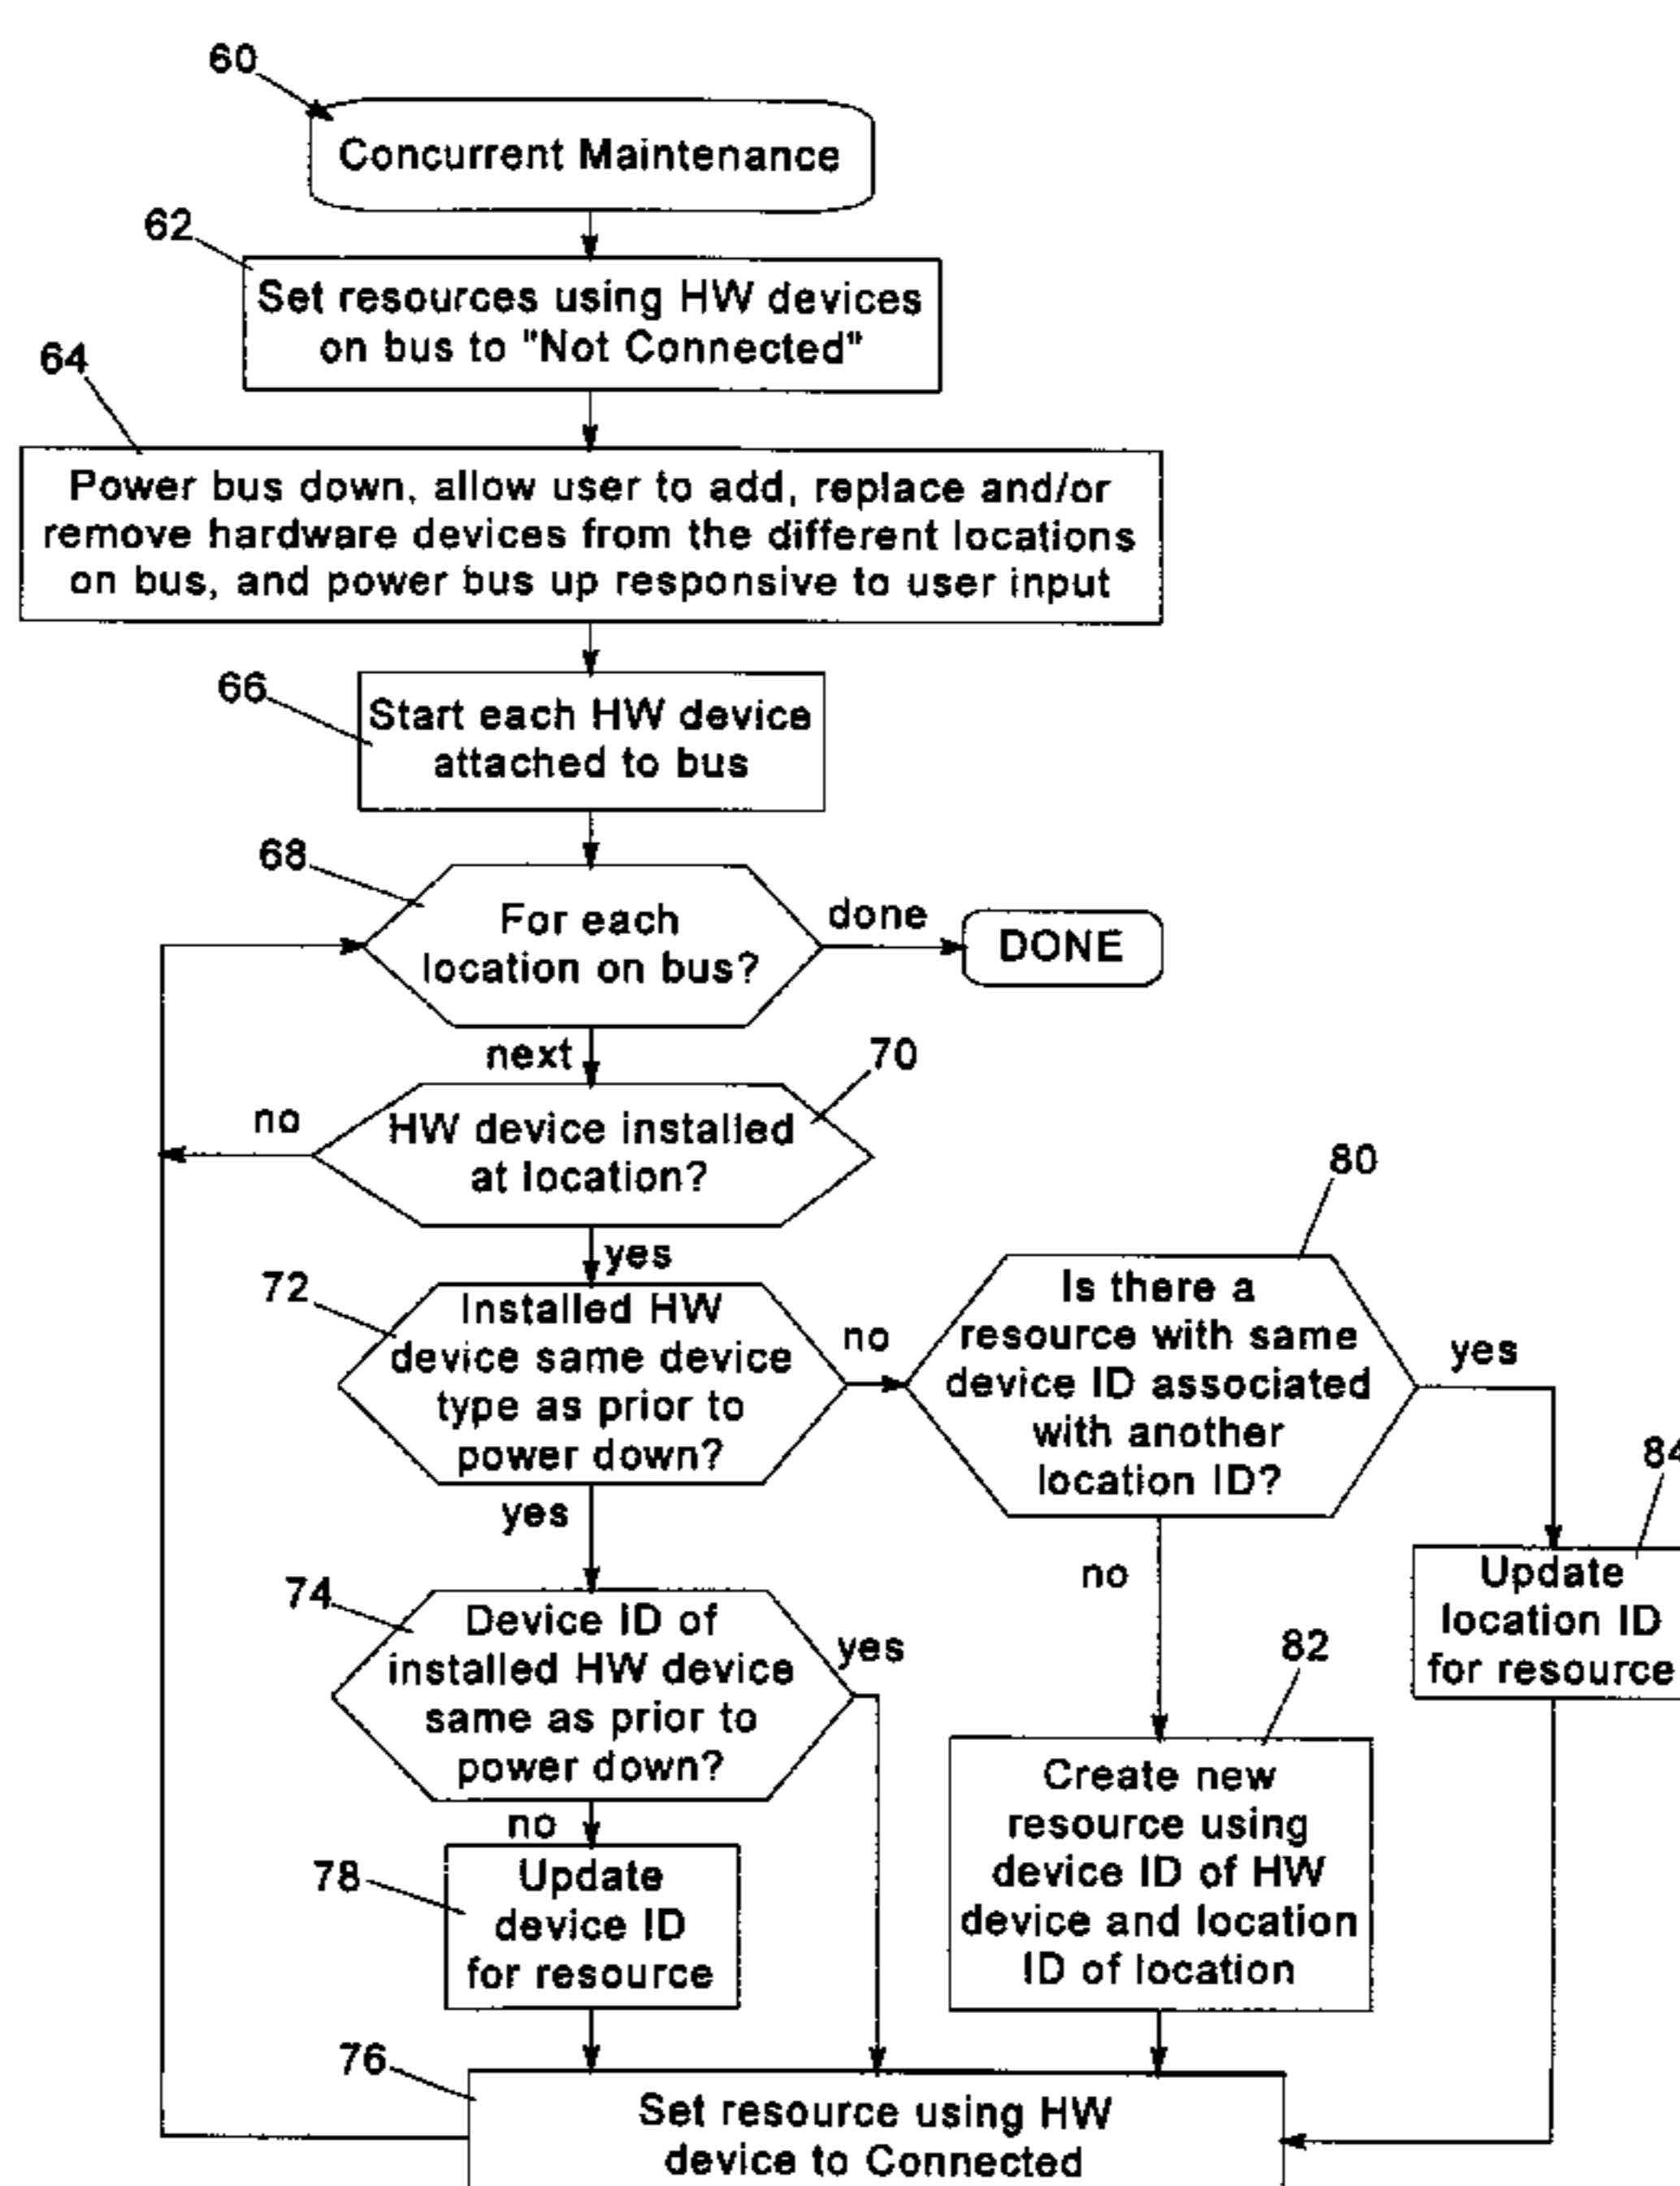 60
Concurrent Maintenance
62
Set resources using HW devices
on bus to "Not Connected"
64
Power bus down, allow user to add, replace and/or
remove hardware devices from the different locations
on bus, and power bus up responsive to user input
66
Start each HW device
attached to bus
68
For each
location on bus?
done
DONE
next
70
no
HW device installed
at location?
yes
80
72
Installed HW
device same device
type as prior to
power down?
no
Is there a
resource with same
device ID associated
with another
location ID?
yes
84
yes
no
Update
location ID
for resource
74
Device ID of
installed HW device
same as prior to
power down?
yes
82
Create new
resource using
device ID of HW
device and location
ID of location
no
78
Update
device ID
for resource
76
Set resource using HW
device to Connected